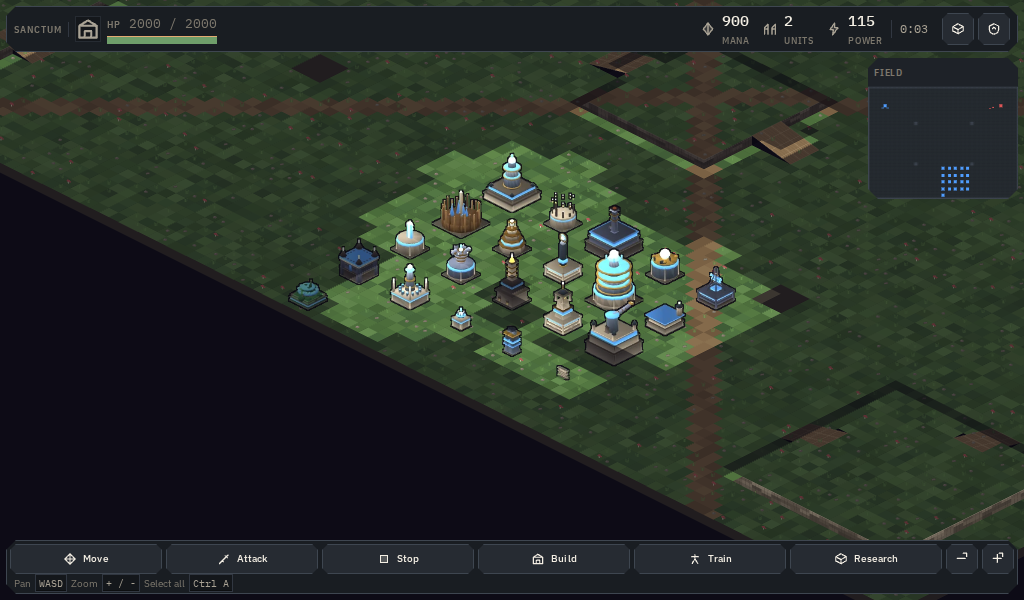 SANCTUM HP 2000 / 2000 900 MANA 2 UNITS 115 POWER 0:03
FIELD
Move Attack Stop Build Train Research
Pan WASD Zoom + / - Select all Ctrl A